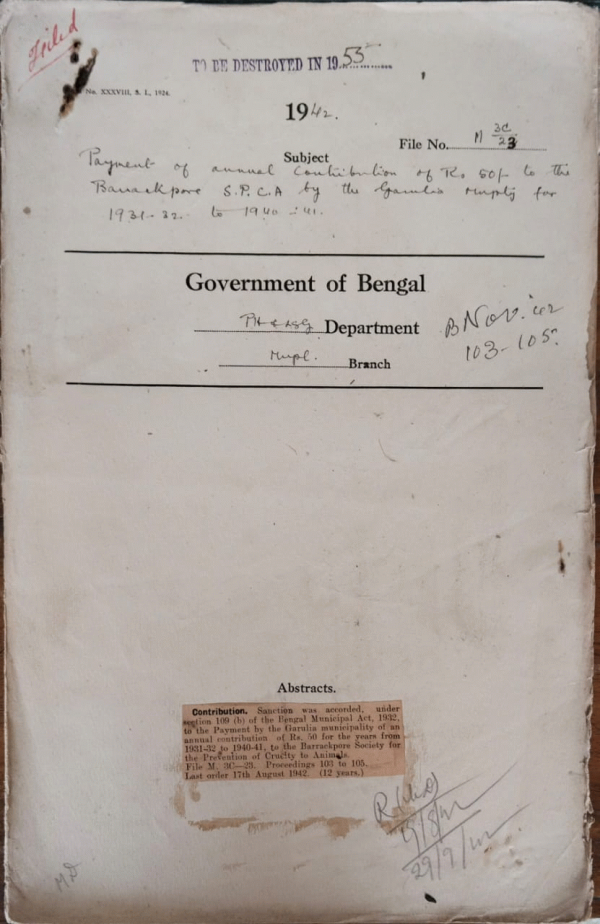 Filed
TO BE DESTROYED IN 1953
No. XXXVIII, S. I., 1924.
1942.
File No. M 3C/23
Subject
Payment of annual Contribution of Rs 50/- to the
Barrackpore S.P.C.A by the Garulia Muplty for
1931-32 to 1940-41.
Government of Bengal
PH & LSG Department
B Nov. '42
103-105.
Mupl. Branch
Abstracts.
Contribution. Sanction was accorded, under
section 109 (b) of the Bengal Municipal Act, 1932,
to the Payment by the Garulia municipality of an
annual contribution of Rs. 50 for the years from
1931-32 to 1940-41, to the Barrackpore Society for
the Prevention of Cruelty to Animals.
File M. 3C—23. Proceedings 103 to 105.
Last order 17th August 1942. (12 years.)